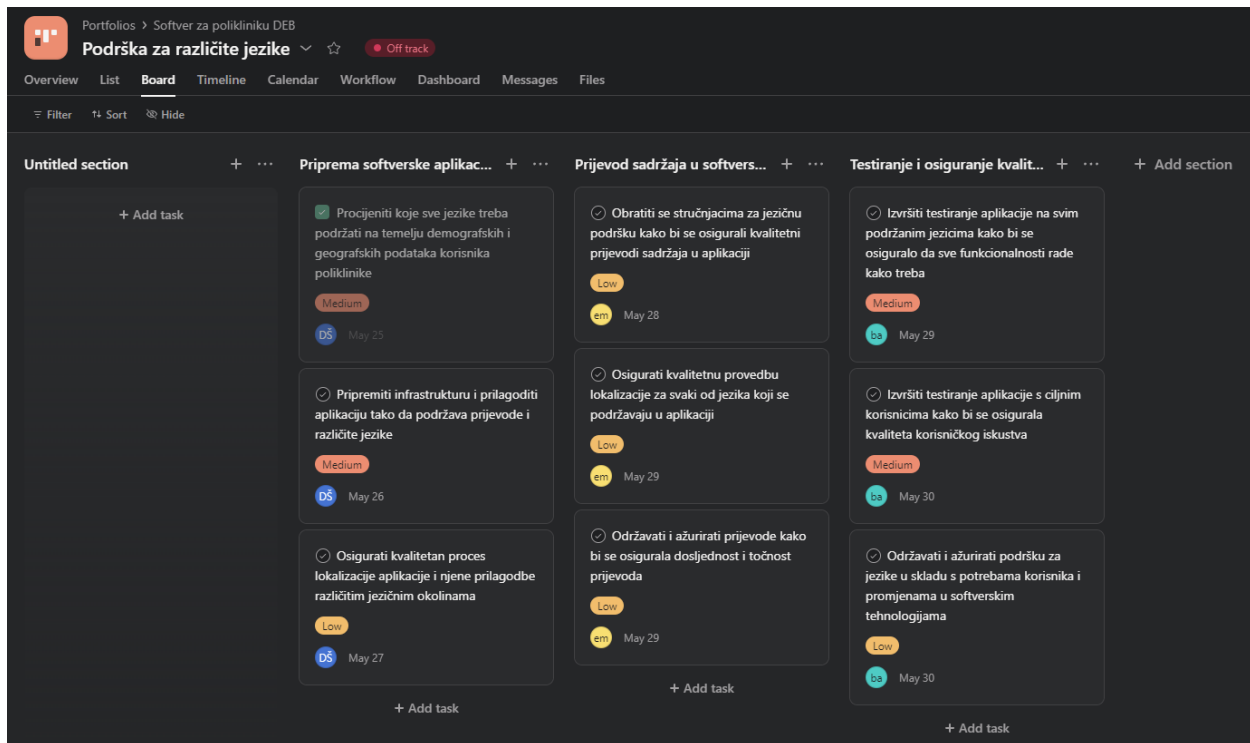 Portfolios > Softver za polikliniku DEB
Podrška za različite jezike
Off track
Overview List Board Timeline Calendar Workflow Dashboard Messages Files
Filter Sort Hide
Untitled section + ...
+ Add task
Priprema softverske aplikac... + ...
Procijeniti koje sve jezike treba
podržati na temelju demografskih i
geografskih podataka korisnika
poliklinike
Medium
DŠ May 25
Pripremiti infrastrukturu i prilagoditi
aplikaciju tako da podržava prijevode i
različite jezike
Medium
DŠ May 26
Osigurati kvalitetan proces
lokalizacije aplikacije i njene prilagodbe
različitim jezičnim okolinama
Low
DŠ May 27
+ Add task
Prijevod sadržaja u softvers... + ...
Obratiti se stručnjacima za jezičnu
podršku kako bi se osigurali kvalitetni
prijevodi sadržaja u aplikaciji
Low
em May 28
Osigurati kvalitetnu provedbu
lokalizacije za svaki od jezika koji se
podržavaju u aplikaciji
Low
em May 29
Održavati i ažurirati prijevode kako
bi se osigurala dosljednost i točnost
prijevoda
Low
em May 29
+ Add task
Testiranje i osiguranje kvalit... + ...
Izvršiti testiranje aplikacije na svim
podržanim jezicima kako bi se
osiguralo da sve funkcionalnosti rade
kako treba
Medium
ba May 29
Izvršiti testiranje aplikacije s ciljnim
korisnicima kako bi se osigurala
kvaliteta korisničkog iskustva
Medium
ba May 30
Održavati i ažurirati podršku za
jezike u skladu s potrebama korisnika i
promjenama u softverskim
tehnologijama
Low
ba May 30
+ Add task
+ Add section